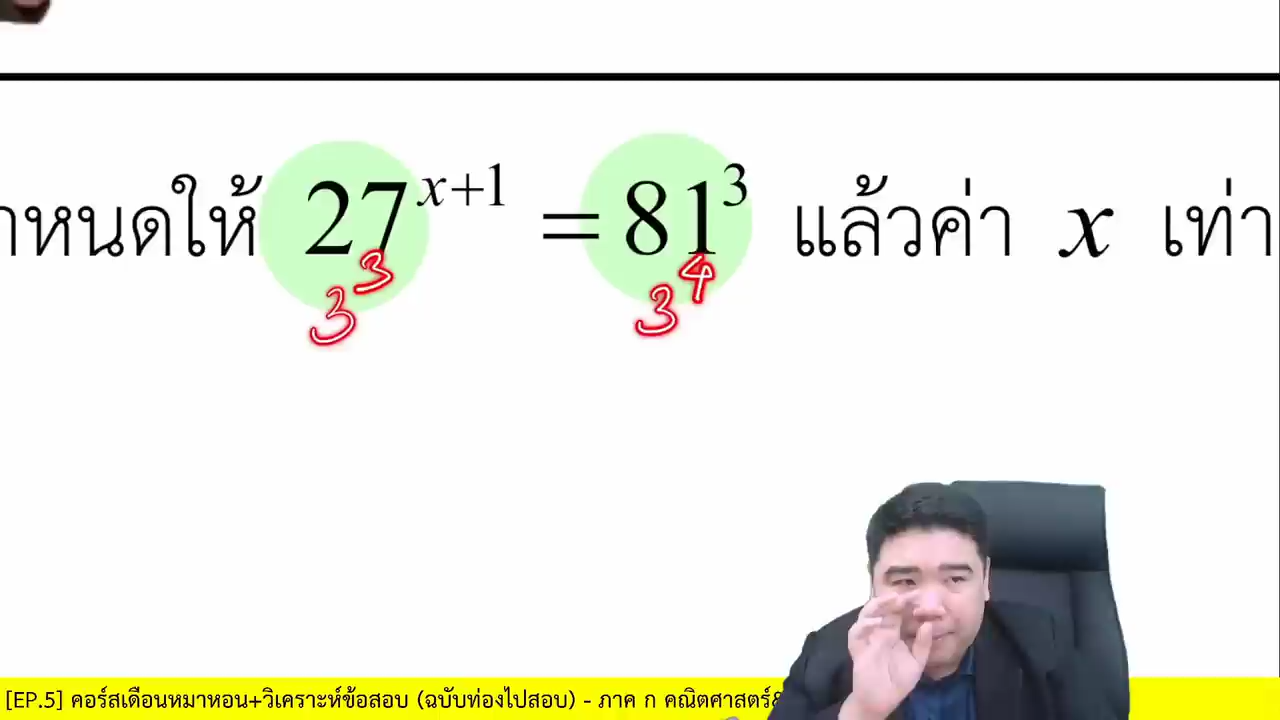 ำหนดให้ 27^{x+1} = 81^3 แล้วค่า x เท่า
3^3 3^4
[EP.5] คอร์สเดือนหมาหอน+วิเคราะห์ข้อสอบ (ฉบับท่องไปสอบ) - ภาค ก คณิตศาสตร์&